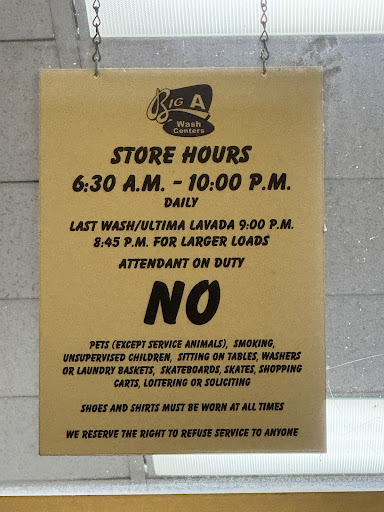 Big A
Wash
Centers
STORE HOURS
6:30 A.M. - 10:00 P.M.
DAILY
LAST WASH/ULTIMA LAVADA 9:00 P.M.
8:45 P.M. FOR LARGER LOADS
ATTENDANT ON DUTY
NO
PETS (EXCEPT SERVICE ANIMALS), SMOKING,
UNSUPERVISED CHILDREN, SITTING ON TABLES, WASHERS
OR LAUNDRY BASKETS, SKATEBOARDS, SKATES, SHOPPING
CARTS, LOITERING OR SOLICITING
SHOES AND SHIRTS MUST BE WORN AT ALL TIMES
WE RESERVE THE RIGHT TO REFUSE SERVICE TO ANYONE